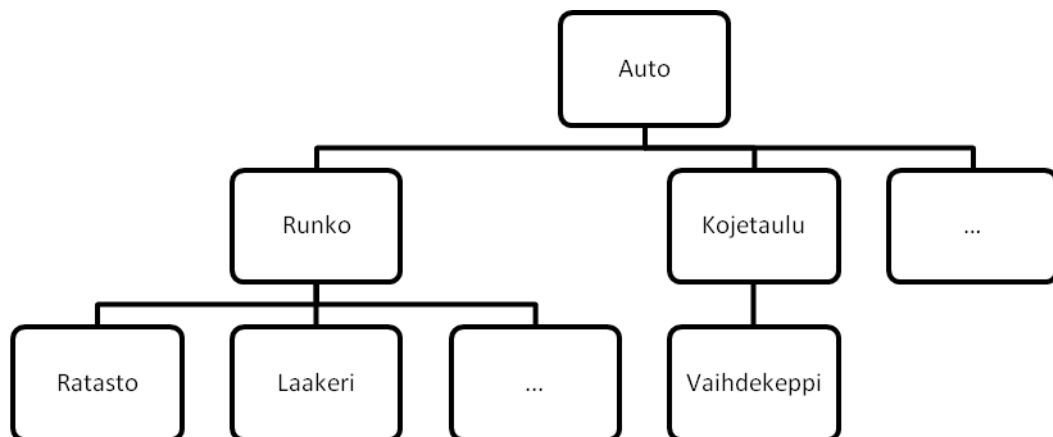 Auto
Runko
Kojetaulu
...
Ratasto
Laakeri
...
Vaihdekeppi